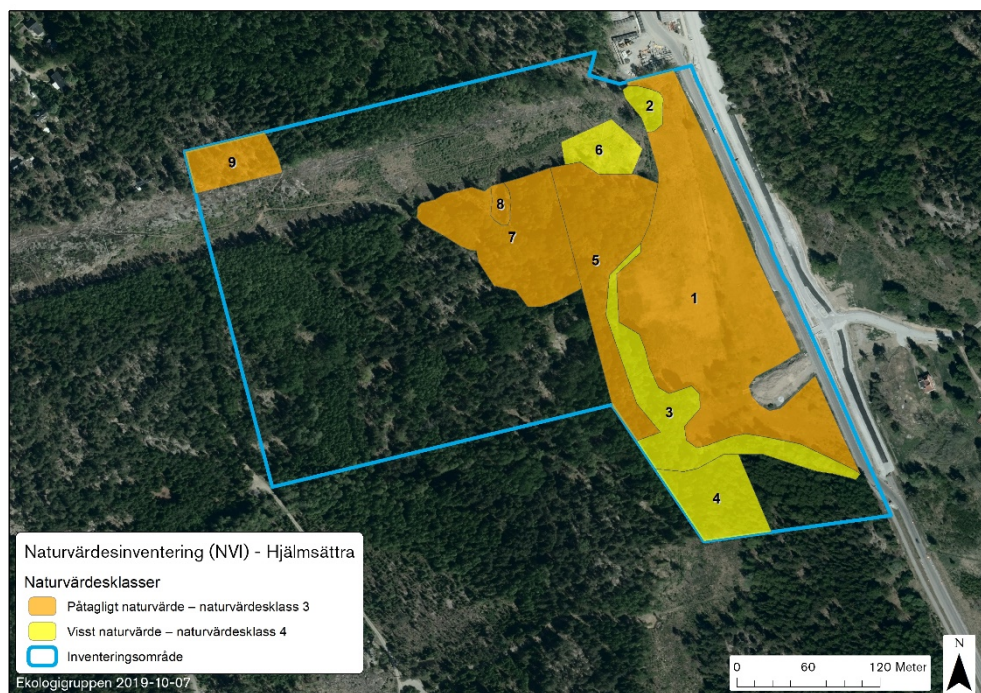 2
6
9
8
7
5
1
3
4
Naturvärdesinventering (NVI) - Hjälmsättra
Naturvärdesklasser
Påtagligt naturvärde – naturvärdesklass 3
Visst naturvärde – naturvärdesklass 4
Inventeringsområde
Ekologigruppen 2019-10-07
0 60 120 Meter
N